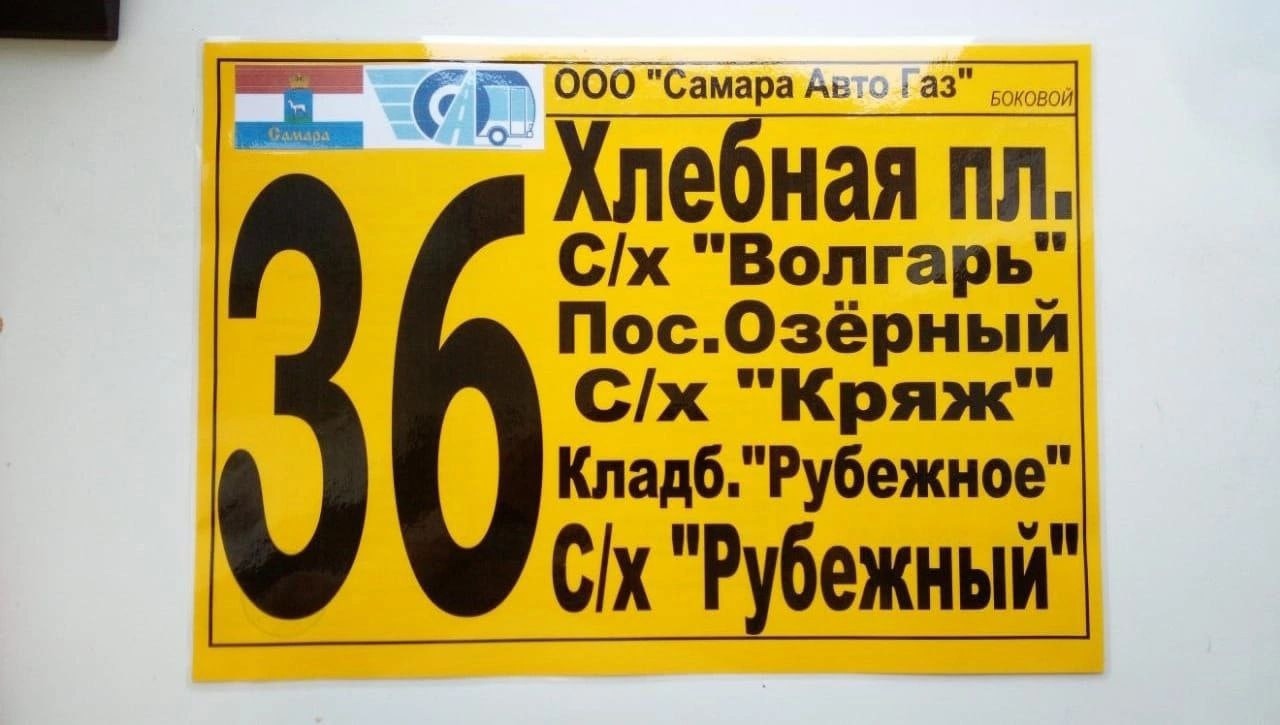 Самара
ООО "Самара Авто Газ"
БОКОВОЙ
36
Хлебная пл.
С/х "Волгарь"
Пос.Озёрный
С/х "Кряж"
Кладб."Рубежное"
С/х "Рубежный"